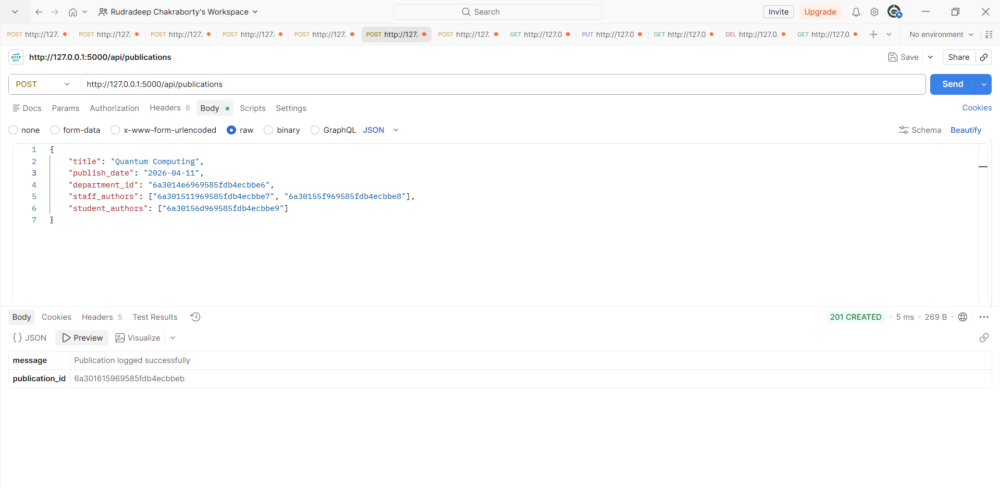 Rudradeep Chakraborty's Workspace Search Invite Upgrade
POST http://127. POST http://127. POST http://127. POST http://127. POST http://127. POST http://127. POST http://127. GET http://127.0 PUT http://127.0 GET http://127.0 DEL http://127.0. GET http://127.0 No environment
HTTP http://127.0.0.1:5000/api/publications Save Share
POST http://127.0.0.1:5000/api/publications Send
Docs Params Authorization Headers 8 Body Scripts Settings Cookies
none form-data x-www-form-urlencoded raw binary GraphQL JSON Schema Beautify
1 {
2 "title": "Quantum Computing",
3 "publish_date": "2026-04-11",
4 "department_id": "6a3014e6969585fdb4ecbbe6",
5 "staff_authors": ["6a301511969585fdb4ecbbe7", "6a30155f969585fdb4ecbbe8"],
6 "student_authors": ["6a30156d969585fdb4ecbbe9"]
7 }
Body Cookies Headers 5 Test Results 201 CREATED 5 ms 269 B
{} JSON Preview Visualize
message Publication logged successfully
publication_id 6a301615969585fdb4ecbbeb